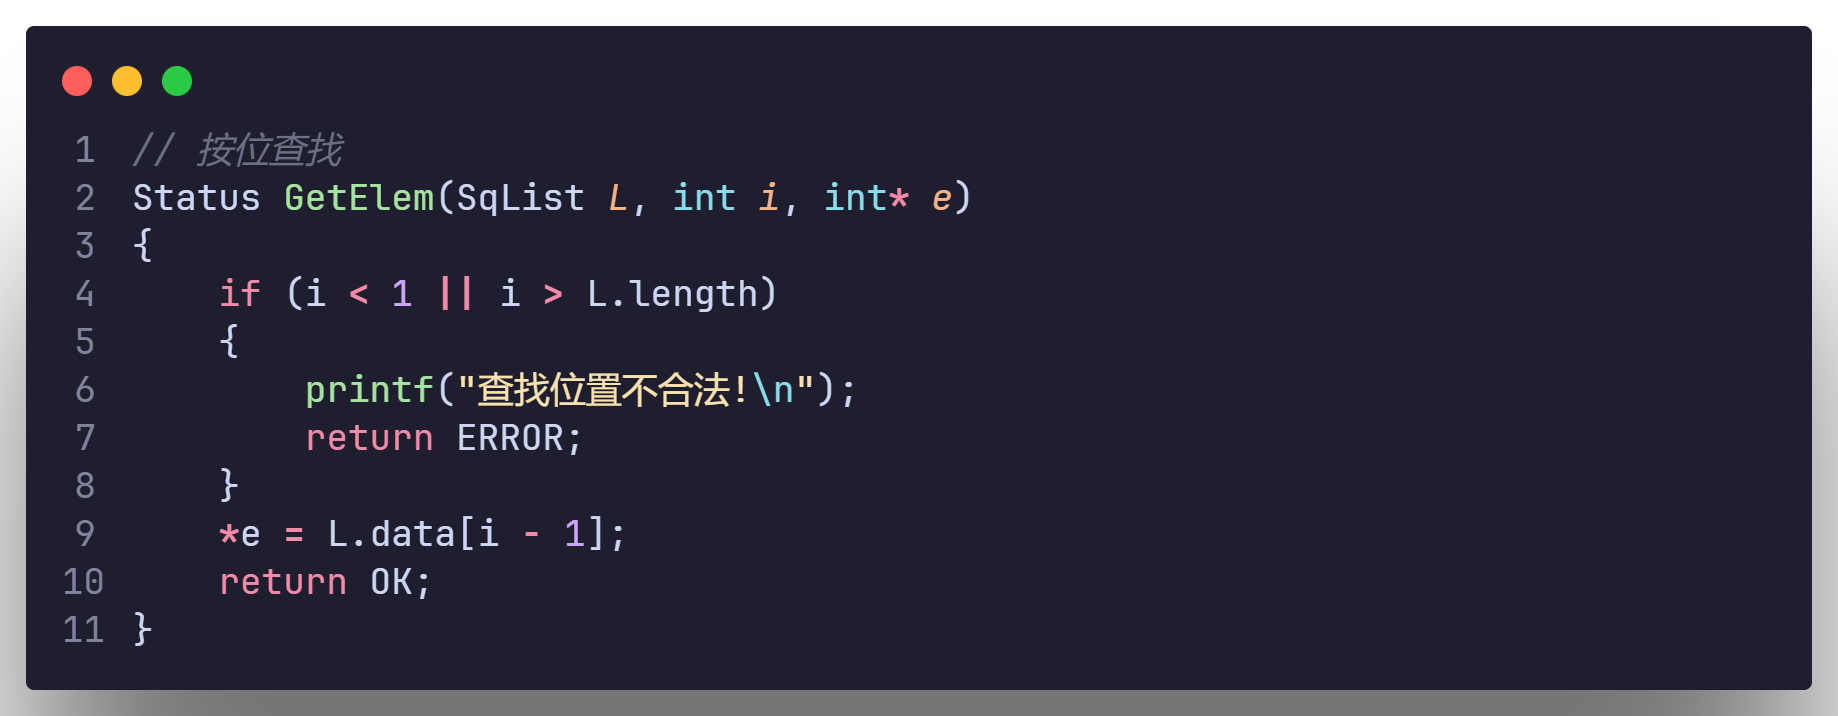 1 // 按位查找
2 Status GetElem(SqList L, int i, int* e)
3 {
4     if (i < 1 || i > L.length)
5     {
6         printf("查找位置不合法!\n");
7         return ERROR;
8     }
9     *e = L.data[i - 1];
10     return OK;
11 }